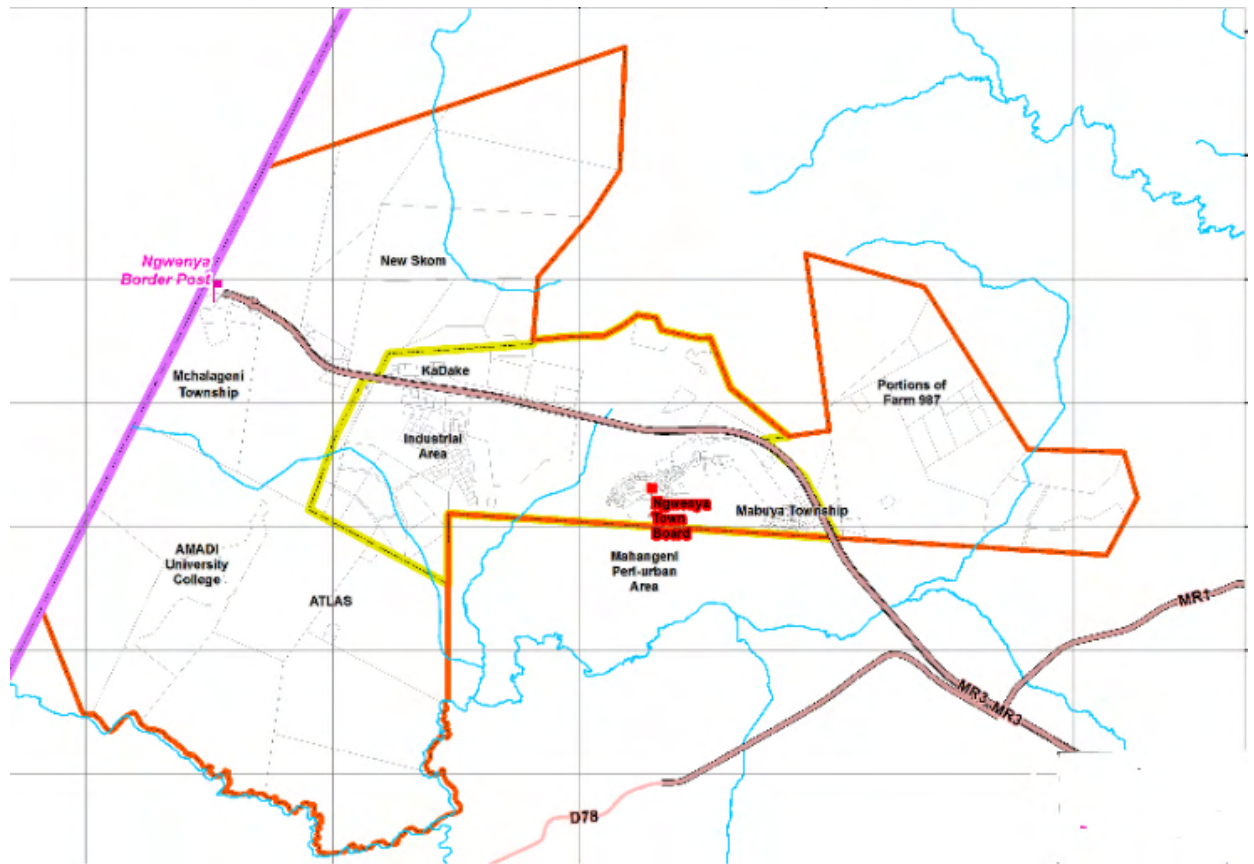 New Skom
Ngwenya
Border Post
KaDake
Mchalageni
Township
Portions of
Farm 987
Industrial
Area
Ngwenya
Town
Board
Mabuya Township
AMADI
University
College
Mahangeni
Peri-urban
Area
ATLAS
MR1
MR3
MR3
D78